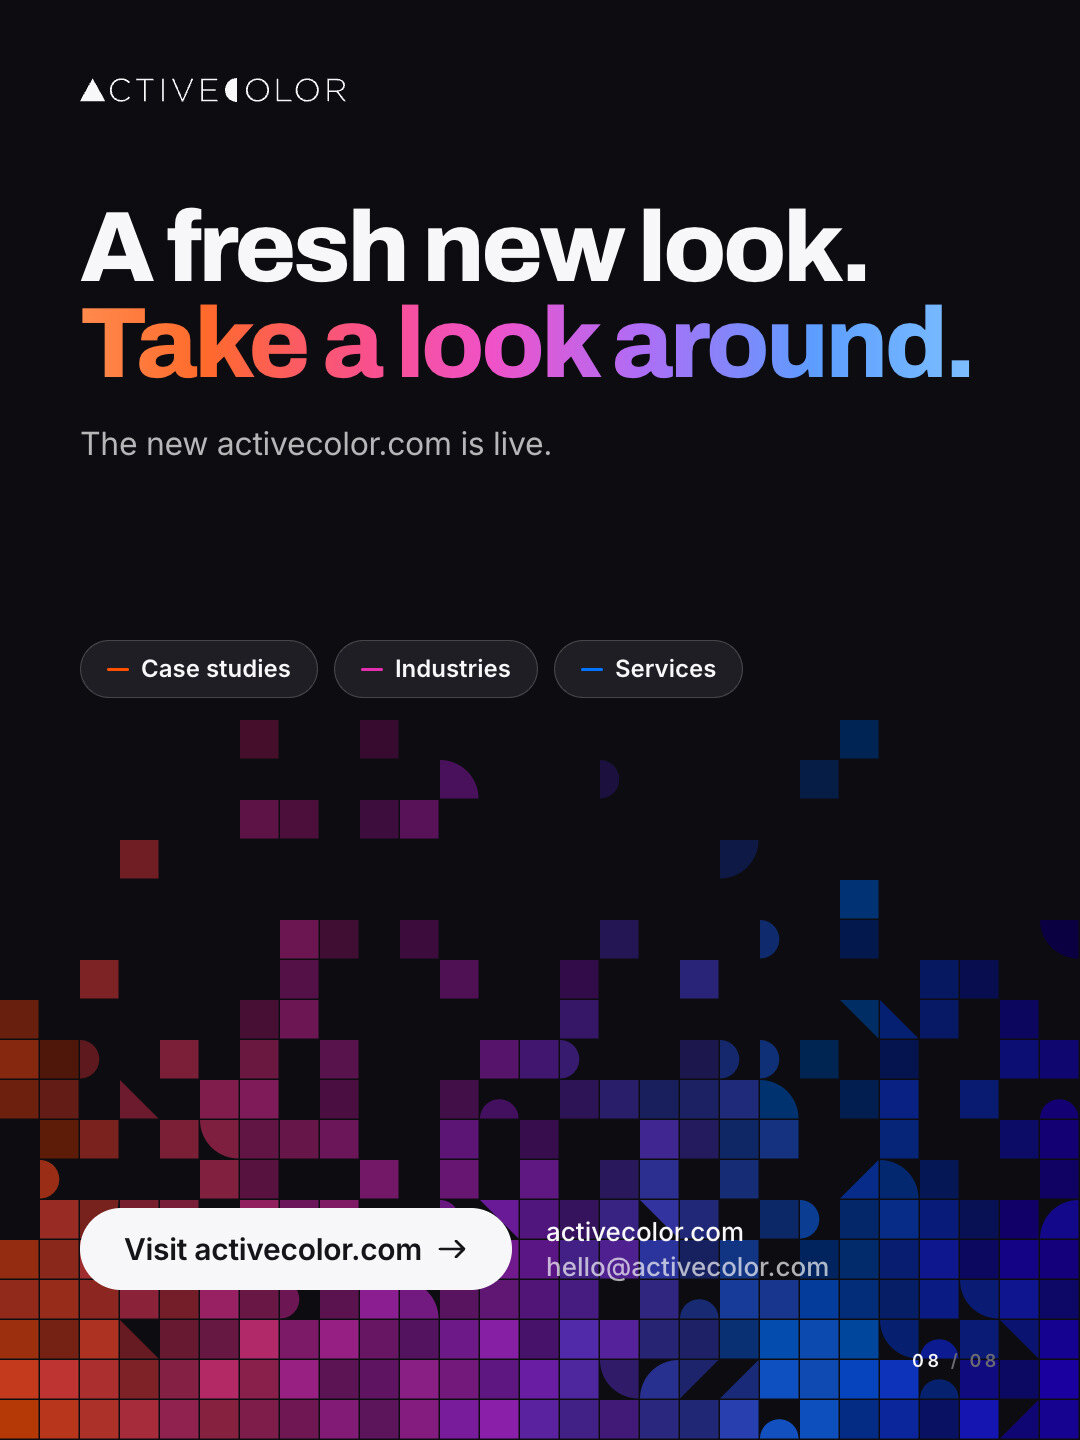 ACTIVECOLOR
A fresh new look.
Take a look around.
The new activecolor.com is live.
Case studies
Industries
Services
Visit activecolor.com →
activecolor.com
hello@activecolor.com
08 / 08